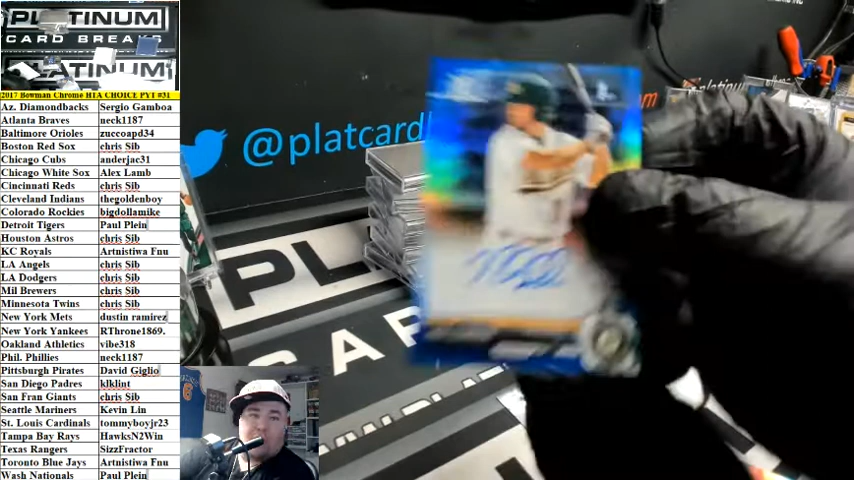 PLATINUM
CARD BREAKS
PLATINUM
2017 Bowman Chrome HTA CHOICE PYT #31
Az. Diamondbacks Sergio Gamboa
Atlanta Braves neck1187
Baltimore Orioles zuccoapd34
Boston Red Sox chris Sib
Chicago Cubs anderjac31
Chicago White Sox Alex Lamb
Cincinnati Reds chris Sib
Cleveland Indians thegoldenboy
Colorado Rockies bigdollamike
Detroit Tigers Paul Plein
Houston Astros chris Sib
KC Royals Artnistiwa Fnu
LA Angels chris Sib
LA Dodgers chris Sib
Mil Brewers chris Sib
Minnesota Twins chris Sib
New York Mets dustin ramirez
New York Yankees RThrone1869.
Oakland Athletics vibe318
Phil. Phillies neck1187
Pittsburgh Pirates David Giglio
San Diego Padres klklint
San Fran Giants chris Sib
Seattle Mariners Kevin Lin
St. Louis Cardinals tommyboyjr23
Tampa Bay Rays HawksN2Win
Texas Rangers SizzFractor
Toronto Blue Jays Artnistiwa Fnu
Wash Nationals Paul Plein
@platcard
om
PL
CAR